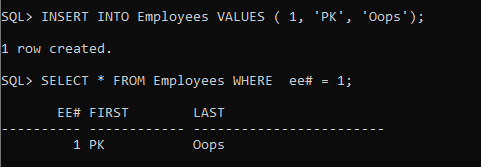 SQL> INSERT INTO Employees VALUES ( 1, 'PK', 'Oops');
1 row created.
SQL> SELECT * FROM Employees WHERE  ee# = 1;
       EE# FIRST        LAST
---------- ------------ ------------------------
         1 PK           Oops